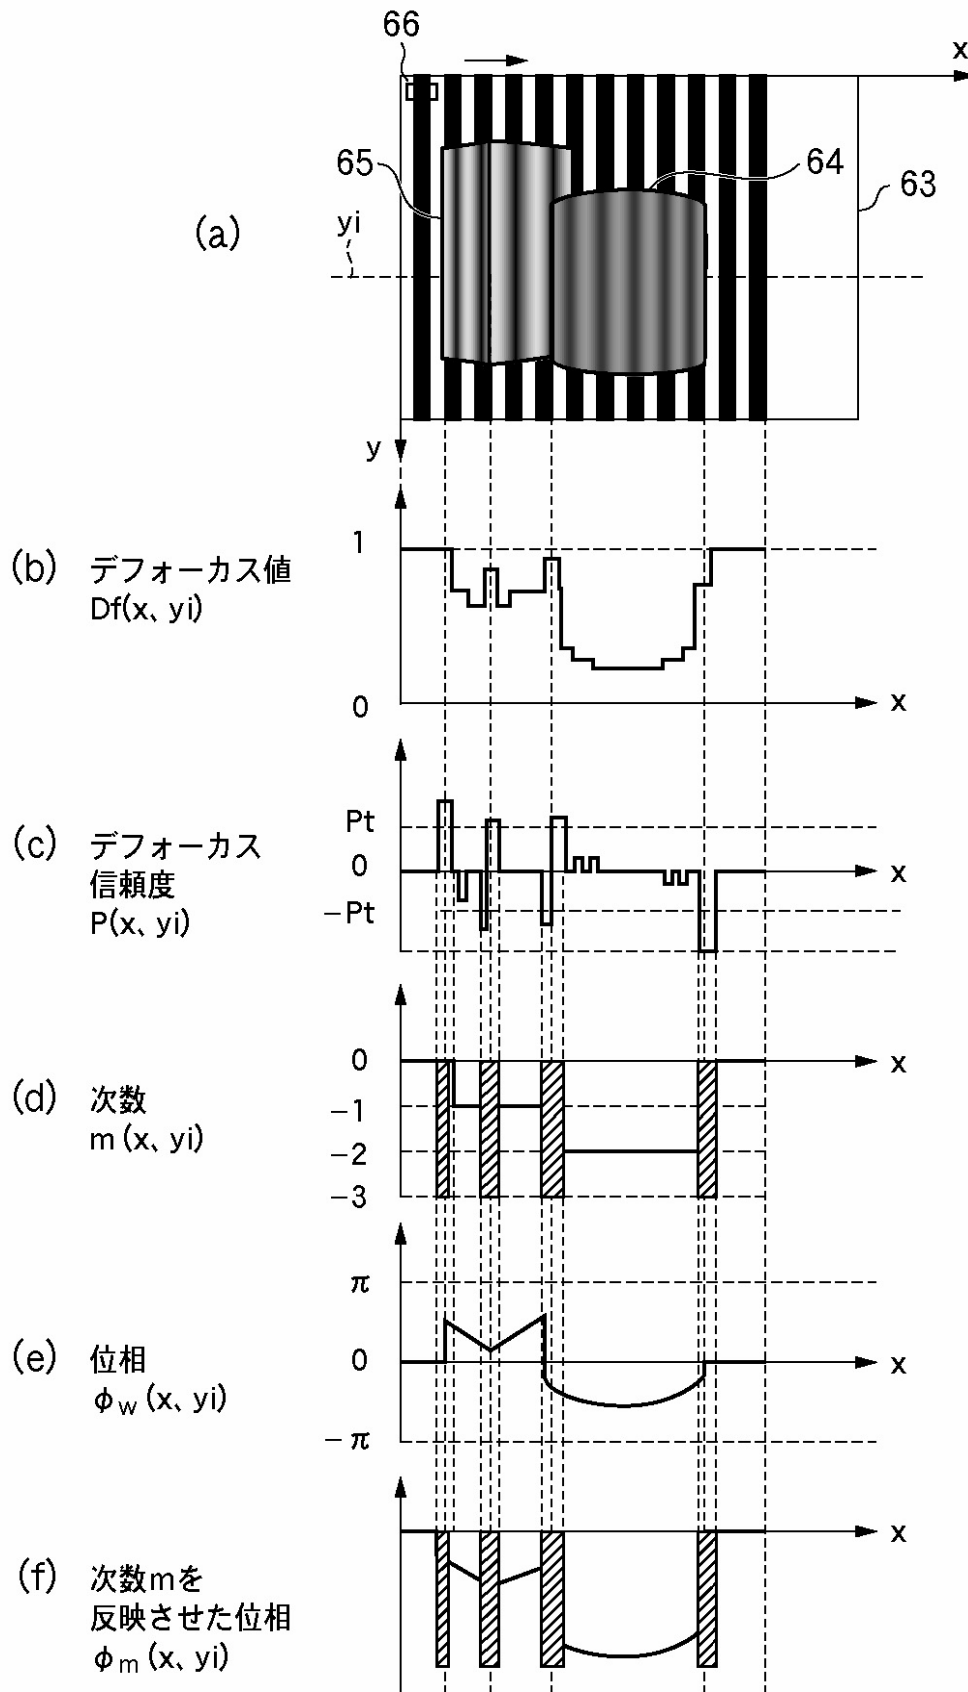 66
x
65
64
63
(a)
yi
y
(b)
デフォーカス値
Df(x、yi)
1
0
x
(c)
デフォーカス
信頼度
P(x、yi)
Pt
0
−Pt
x
(d)
次数
m(x、yi)
0
−1
−2
−3
x
(e)
位相
φw(x、yi)
π
0
−π
x
(f)
次数mを
反映させた位相
φm(x、yi)
x